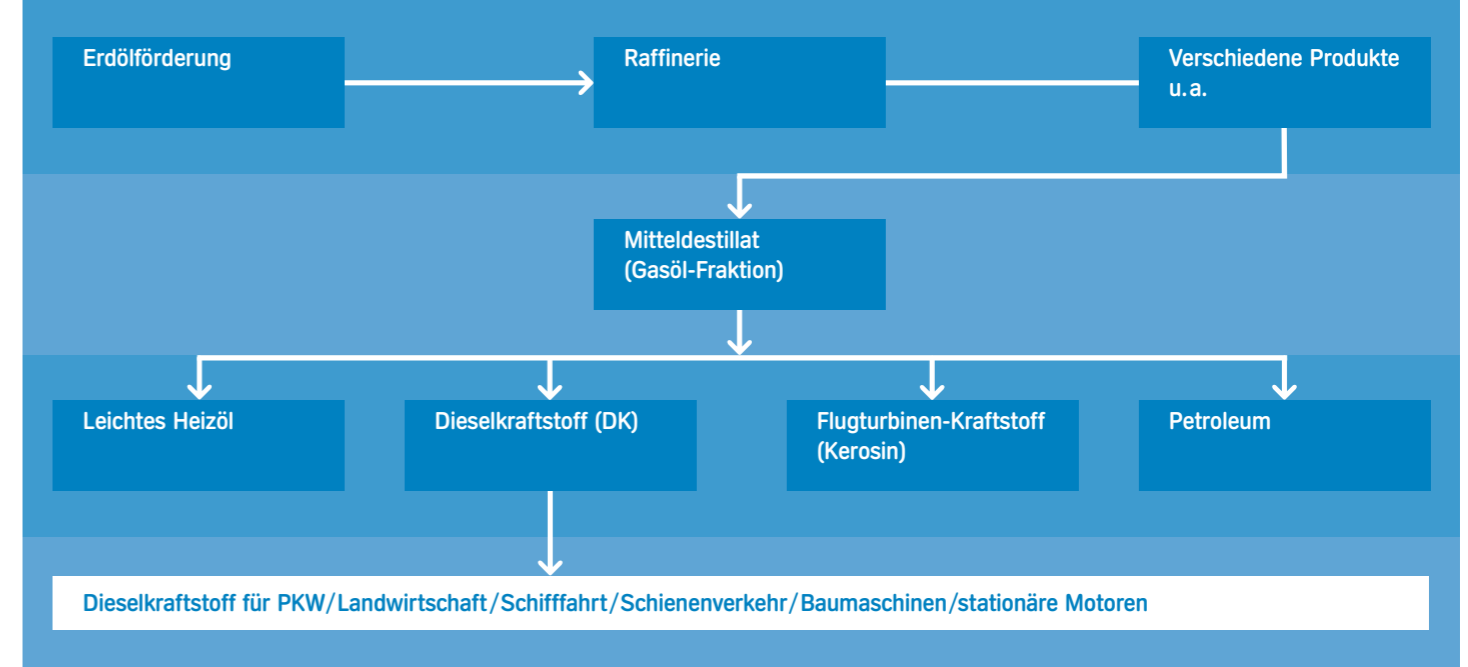 Erdölförderung
Raffinerie
Verschiedene Produkte
u. a.
Mitteldestillat
(Gasöl-Fraktion)
Leichtes Heizöl
Dieselkraftstoff (DK)
Flugturbinen-Kraftstoff
(Kerosin)
Petroleum
Dieselkraftstoff für PKW/Landwirtschaft/Schifffahrt/Schienenverkehr/Baumaschinen/stationäre Motoren